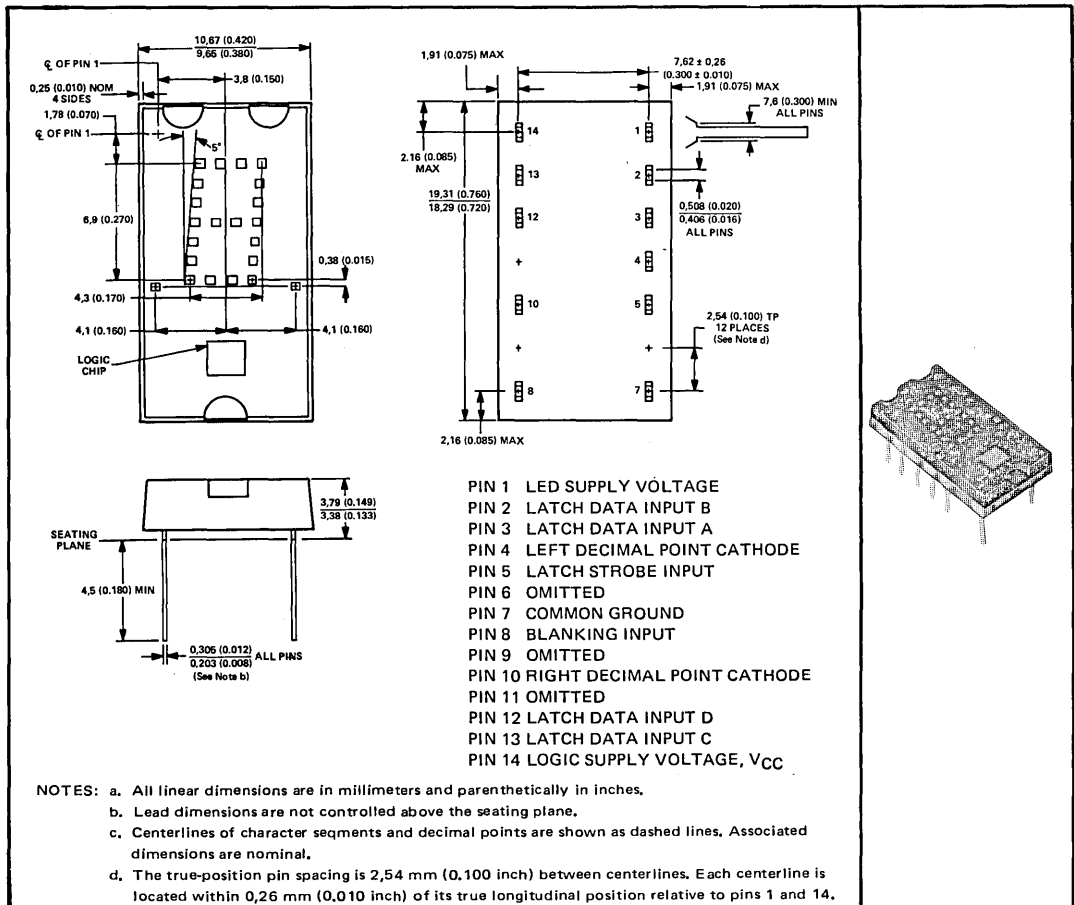 10,67 (0.420)
9,65 (0.380)
℄ OF PIN 1
3,8 (0.150)
0,25 (0.010) NOM
4 SIDES
1,78 (0.070)
℄ OF PIN 1
5°
6,9 (0.270)
0,38 (0.015)
4,3 (0.170)
4,1 (0.160)
4,1 (0.160)
LOGIC
CHIP
1,91 (0.075) MAX
7,62 ± 0,26
(0.300 ± 0.010)
1,91 (0.075) MAX
7,6 (0.300) MIN
ALL PINS
14
1
2.16 (0.085)
MAX
13
2
19,31 (0.760)
18,29 (0.720)
0,508 (0.020)
0,406 (0.016)
ALL PINS
12
3
4
10
5
2,54 (0.100) TP
12 PLACES
(See Note d)
8
7
2,16 (0.085) MAX
3,79 (0.149)
3,38 (0.133)
SEATING
PLANE
4,5 (0.180) MIN
0,305 (0.012)
0,203 (0.008)
ALL PINS
(See Note b)
PIN 1 LED SUPPLY VOLTAGE
PIN 2 LATCH DATA INPUT B
PIN 3 LATCH DATA INPUT A
PIN 4 LEFT DECIMAL POINT CATHODE
PIN 5 LATCH STROBE INPUT
PIN 6 OMITTED
PIN 7 COMMON GROUND
PIN 8 BLANKING INPUT
PIN 9 OMITTED
PIN 10 RIGHT DECIMAL POINT CATHODE
PIN 11 OMITTED
PIN 12 LATCH DATA INPUT D
PIN 13 LATCH DATA INPUT C
PIN 14 LOGIC SUPPLY VOLTAGE, VCC
NOTES: a. All linear dimensions are in millimeters and parenthetically in inches.
b. Lead dimensions are not controlled above the seating plane.
c. Centerlines of character seqments and decimal points are shown as dashed lines. Associated
dimensions are nominal.
d. The true-position pin spacing is 2,54 mm (0.100 inch) between centerlines. Each centerline is
located within 0,26 mm (0.010 inch) of its true longitudinal position relative to pins 1 and 14.